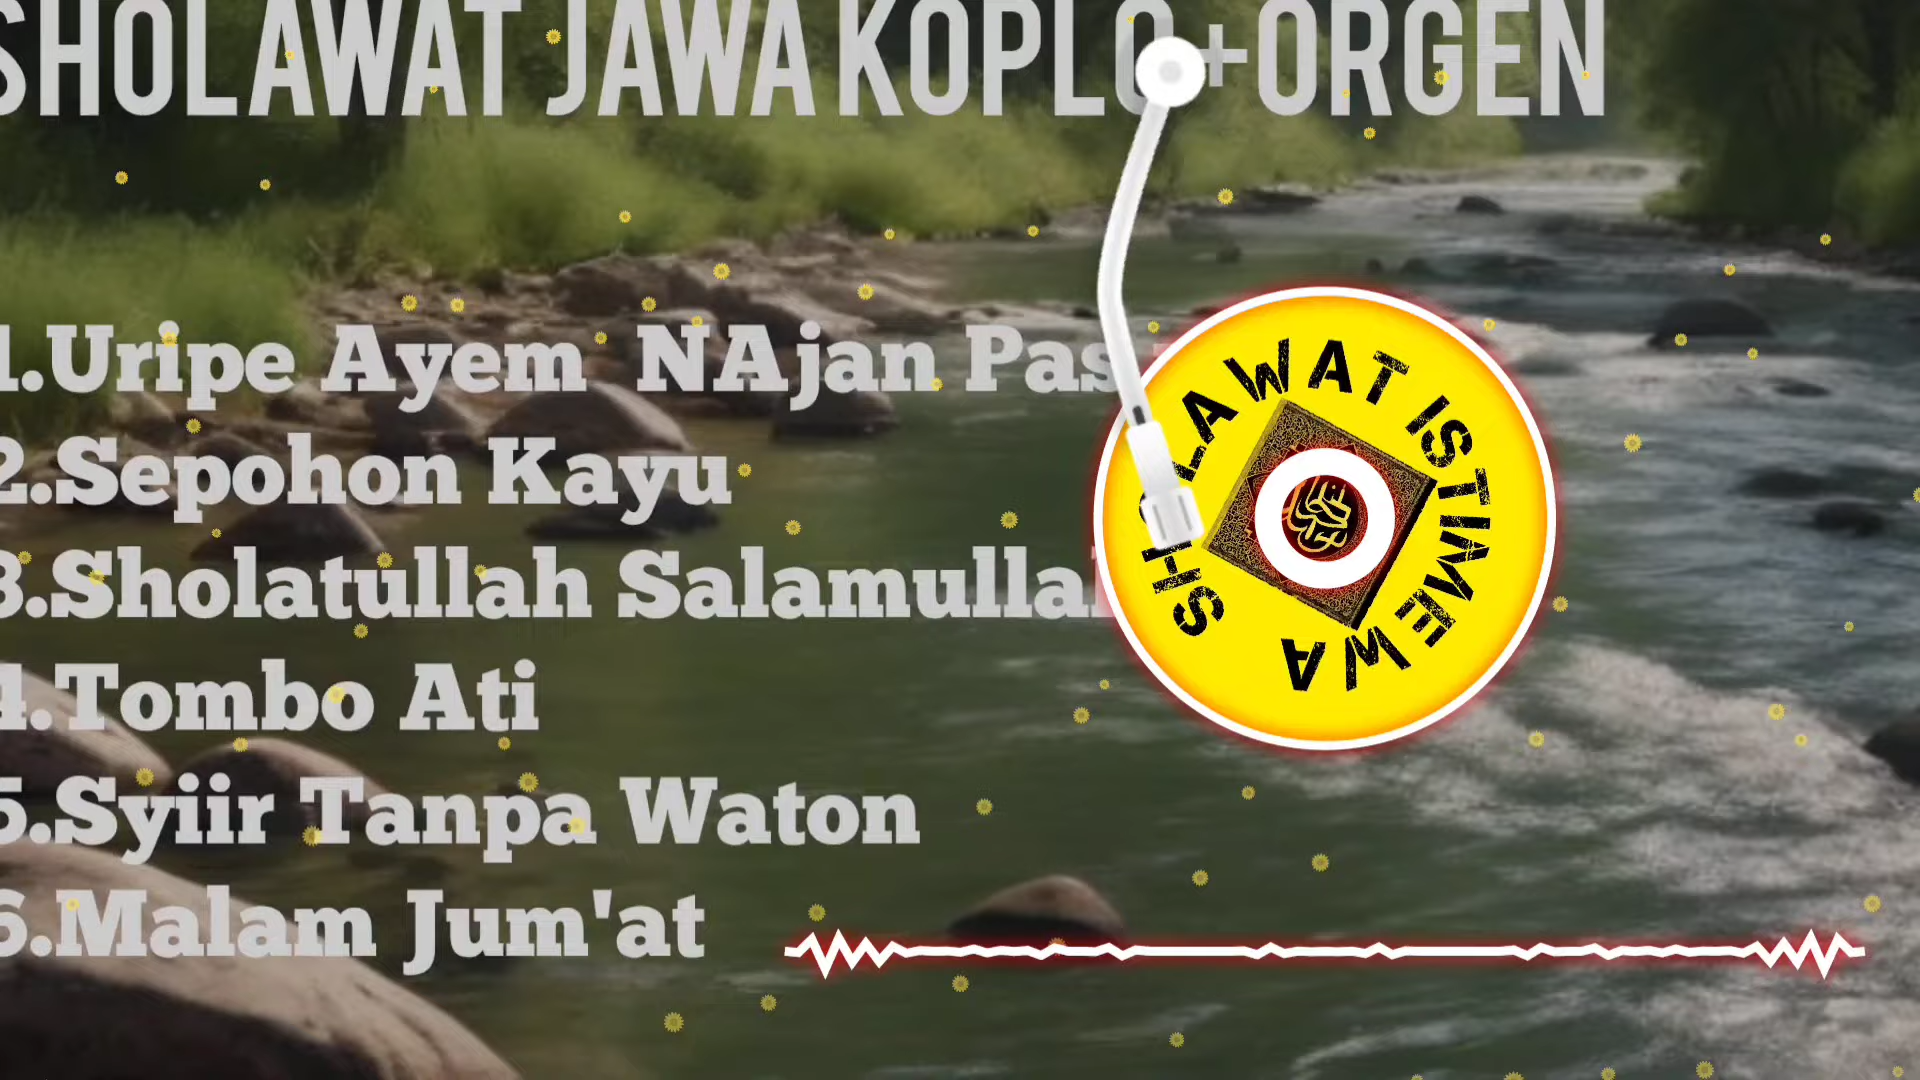 SHOLAWAT JAWA KOPLO+ORGEN
1.Uripe Ayem NAjan Pas
2.Sepohon Kayu
3.Sholatullah Salamullah
4.Tombo Ati
5.Syiir Tanpa Waton
6.Malam Jum'at
SHOLAWAT ISTIMEWA